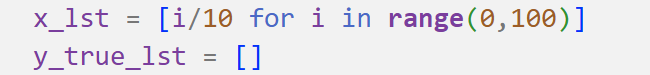 x_lst = [i/10 for i in range(0,100)]
y_true_lst = []